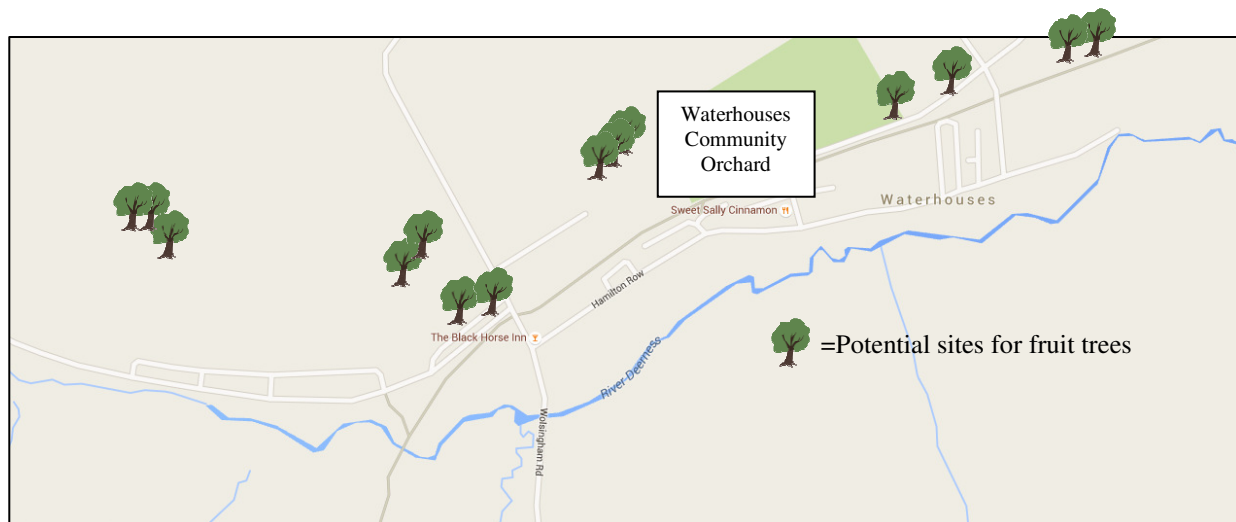 Waterhouses
Community
Orchard
Waterhouses
Sweet Sally Cinnamon
Hamilton Row
The Black Horse Inn
River Deerness
=Potential sites for fruit trees
Wolsingham Rd